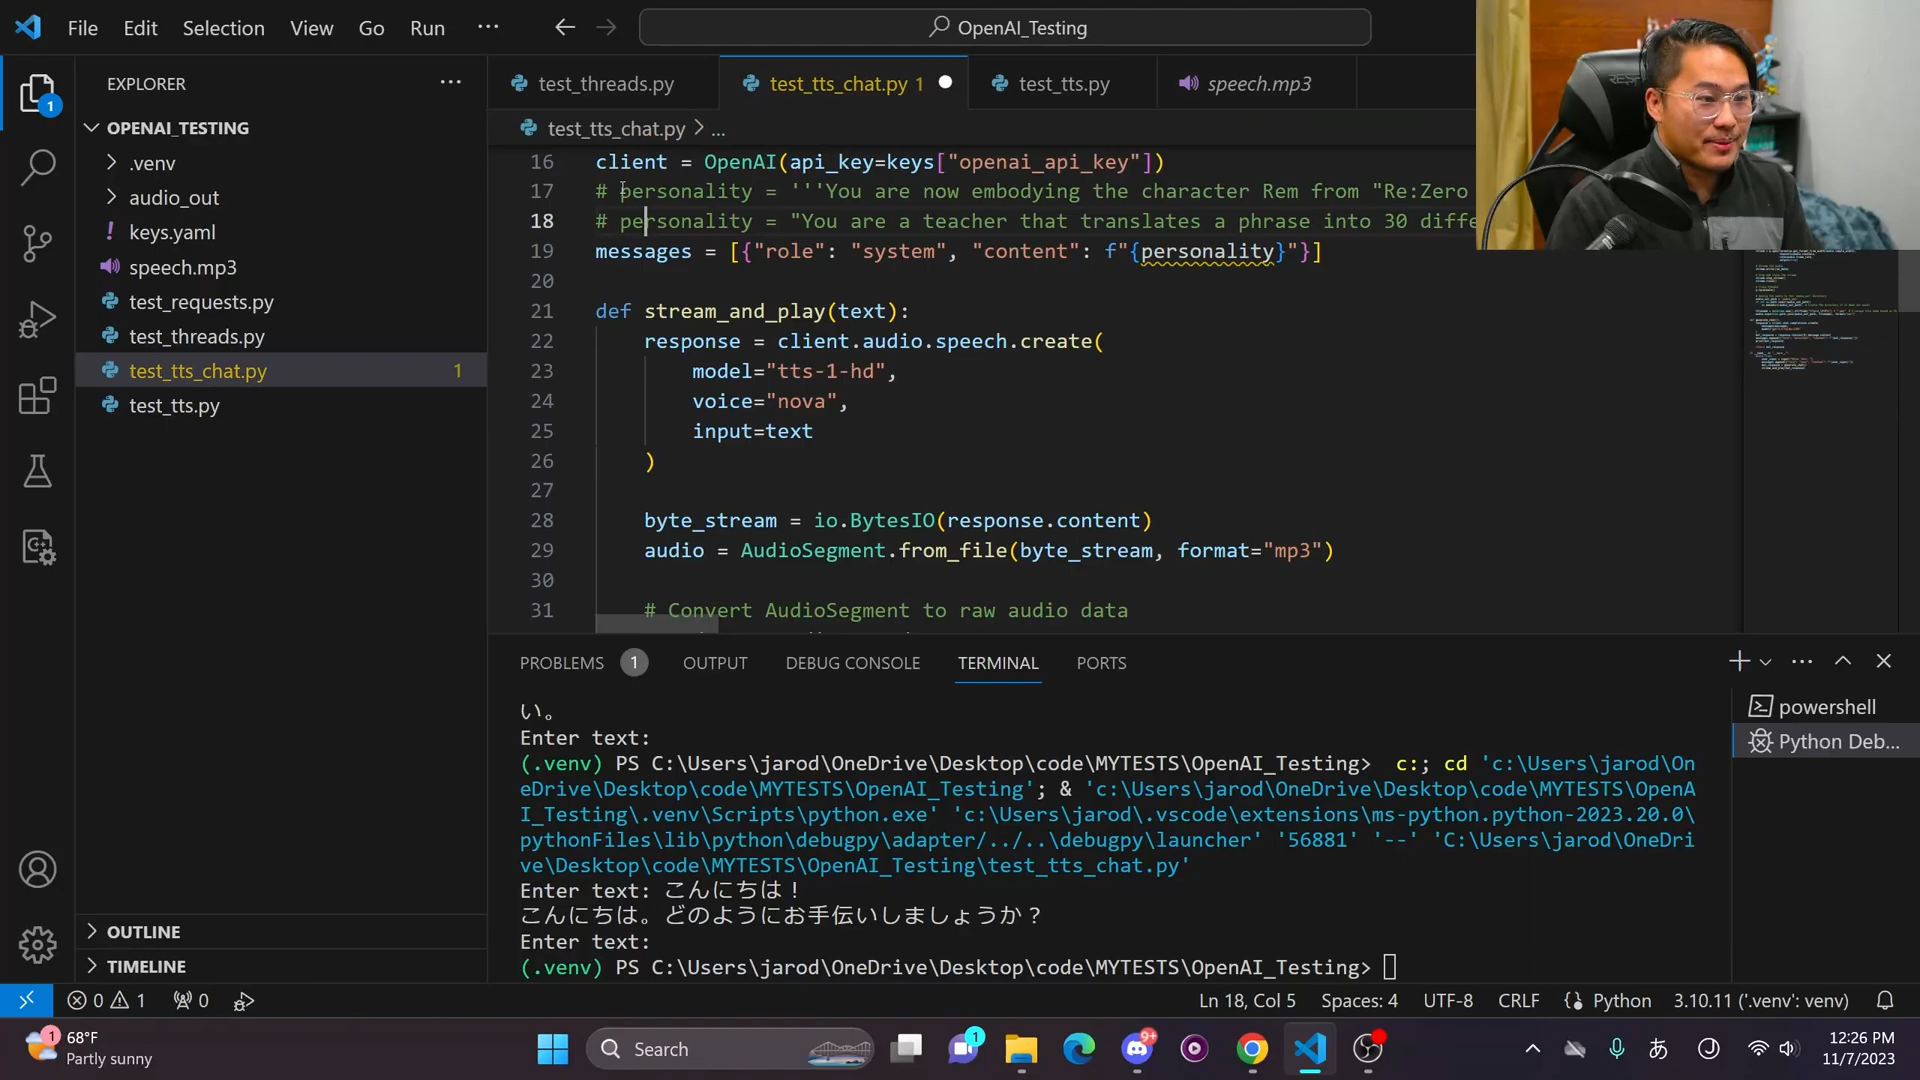 File Edit Selection View Go Run ···
OpenAI_Testing
EXPLORER
OPENAI_TESTING
.venv
audio_out
keys.yaml
speech.mp3
test_requests.py
test_threads.py
test_tts_chat.py 1
test_tts.py
OUTLINE
TIMELINE
1
test_threads.py
test_tts_chat.py 1
test_tts.py
speech.mp3
test_tts_chat.py > ...
16 client = OpenAI(api_key=keys["openai_api_key"])
17 # personality = '''You are now embodying the character Rem from "Re:Zero
18 # personality = "You are a teacher that translates a phrase into 30 diffe
19 messages = [{"role": "system", "content": f"{personality}"}]
20
21 def stream_and_play(text):
22 response = client.audio.speech.create(
23 model="tts-1-hd",
24 voice="nova",
25 input=text
26 )
27
28 byte_stream = io.BytesIO(response.content)
29 audio = AudioSegment.from_file(byte_stream, format="mp3")
30
31 # Convert AudioSegment to raw audio data
PROBLEMS 1 OUTPUT DEBUG CONSOLE TERMINAL PORTS
い。
Enter text:
(.venv) PS C:\Users\jarod\OneDrive\Desktop\code\MYTESTS\OpenAI_Testing> c:; cd 'c:\Users\jarod\On
eDrive\Desktop\code\MYTESTS\OpenAI_Testing'; & 'c:\Users\jarod\OneDrive\Desktop\code\MYTESTS\OpenA
I_Testing\.venv\Scripts\python.exe' 'c:\Users\jarod\.vscode\extensions\ms-python.python-2023.20.0\
pythonFiles\lib\python\debugpy\adapter/../..\debugpy\launcher' '56881' '--' 'C:\Users\jarod\OneDri
ve\Desktop\code\MYTESTS\OpenAI_Testing\test_tts_chat.py'
Enter text: こんにちは！
こんにちは。どのようにお手伝いしましょうか？
Enter text:
(.venv) PS C:\Users\jarod\OneDrive\Desktop\code\MYTESTS\OpenAI_Testing>
powershell
Python Deb...
0 1 0
Ln 18, Col 5 Spaces: 4 UTF-8 CRLF Python 3.10.11 ('.venv': venv)
1
68°F
Partly sunny
Search
1
9+
あ
12:26 PM
11/7/2023